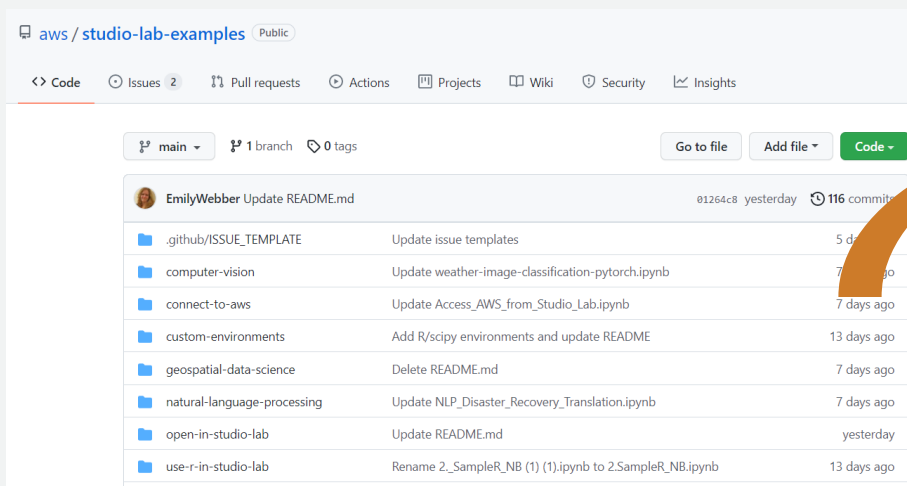 aws / studio-lab-examples Public
Code Issues 2 Pull requests Actions Projects Wiki Security Insights
main 1 branch 0 tags Go to file Add file Code
EmilyWebber Update README.md 01264c8 yesterday 116 commits
.github/ISSUE_TEMPLATE Update issue templates 5
computer-vision Update weather-image-classification-pytorch.ipynb 7
connect-to-aws Update Access_AWS_from_Studio_Lab.ipynb 7 days ago
custom-environments Add R/scipy environments and update README 13 days ago
geospatial-data-science Delete README.md 7 days ago
natural-language-processing Update NLP_Disaster_Recovery_Translation.ipynb 7 days ago
open-in-studio-lab Update README.md yesterday
use-r-in-studio-lab Rename 2._SampleR_NB (1) (1).ipynb to 2.SampleR_NB.ipynb 13 days ago